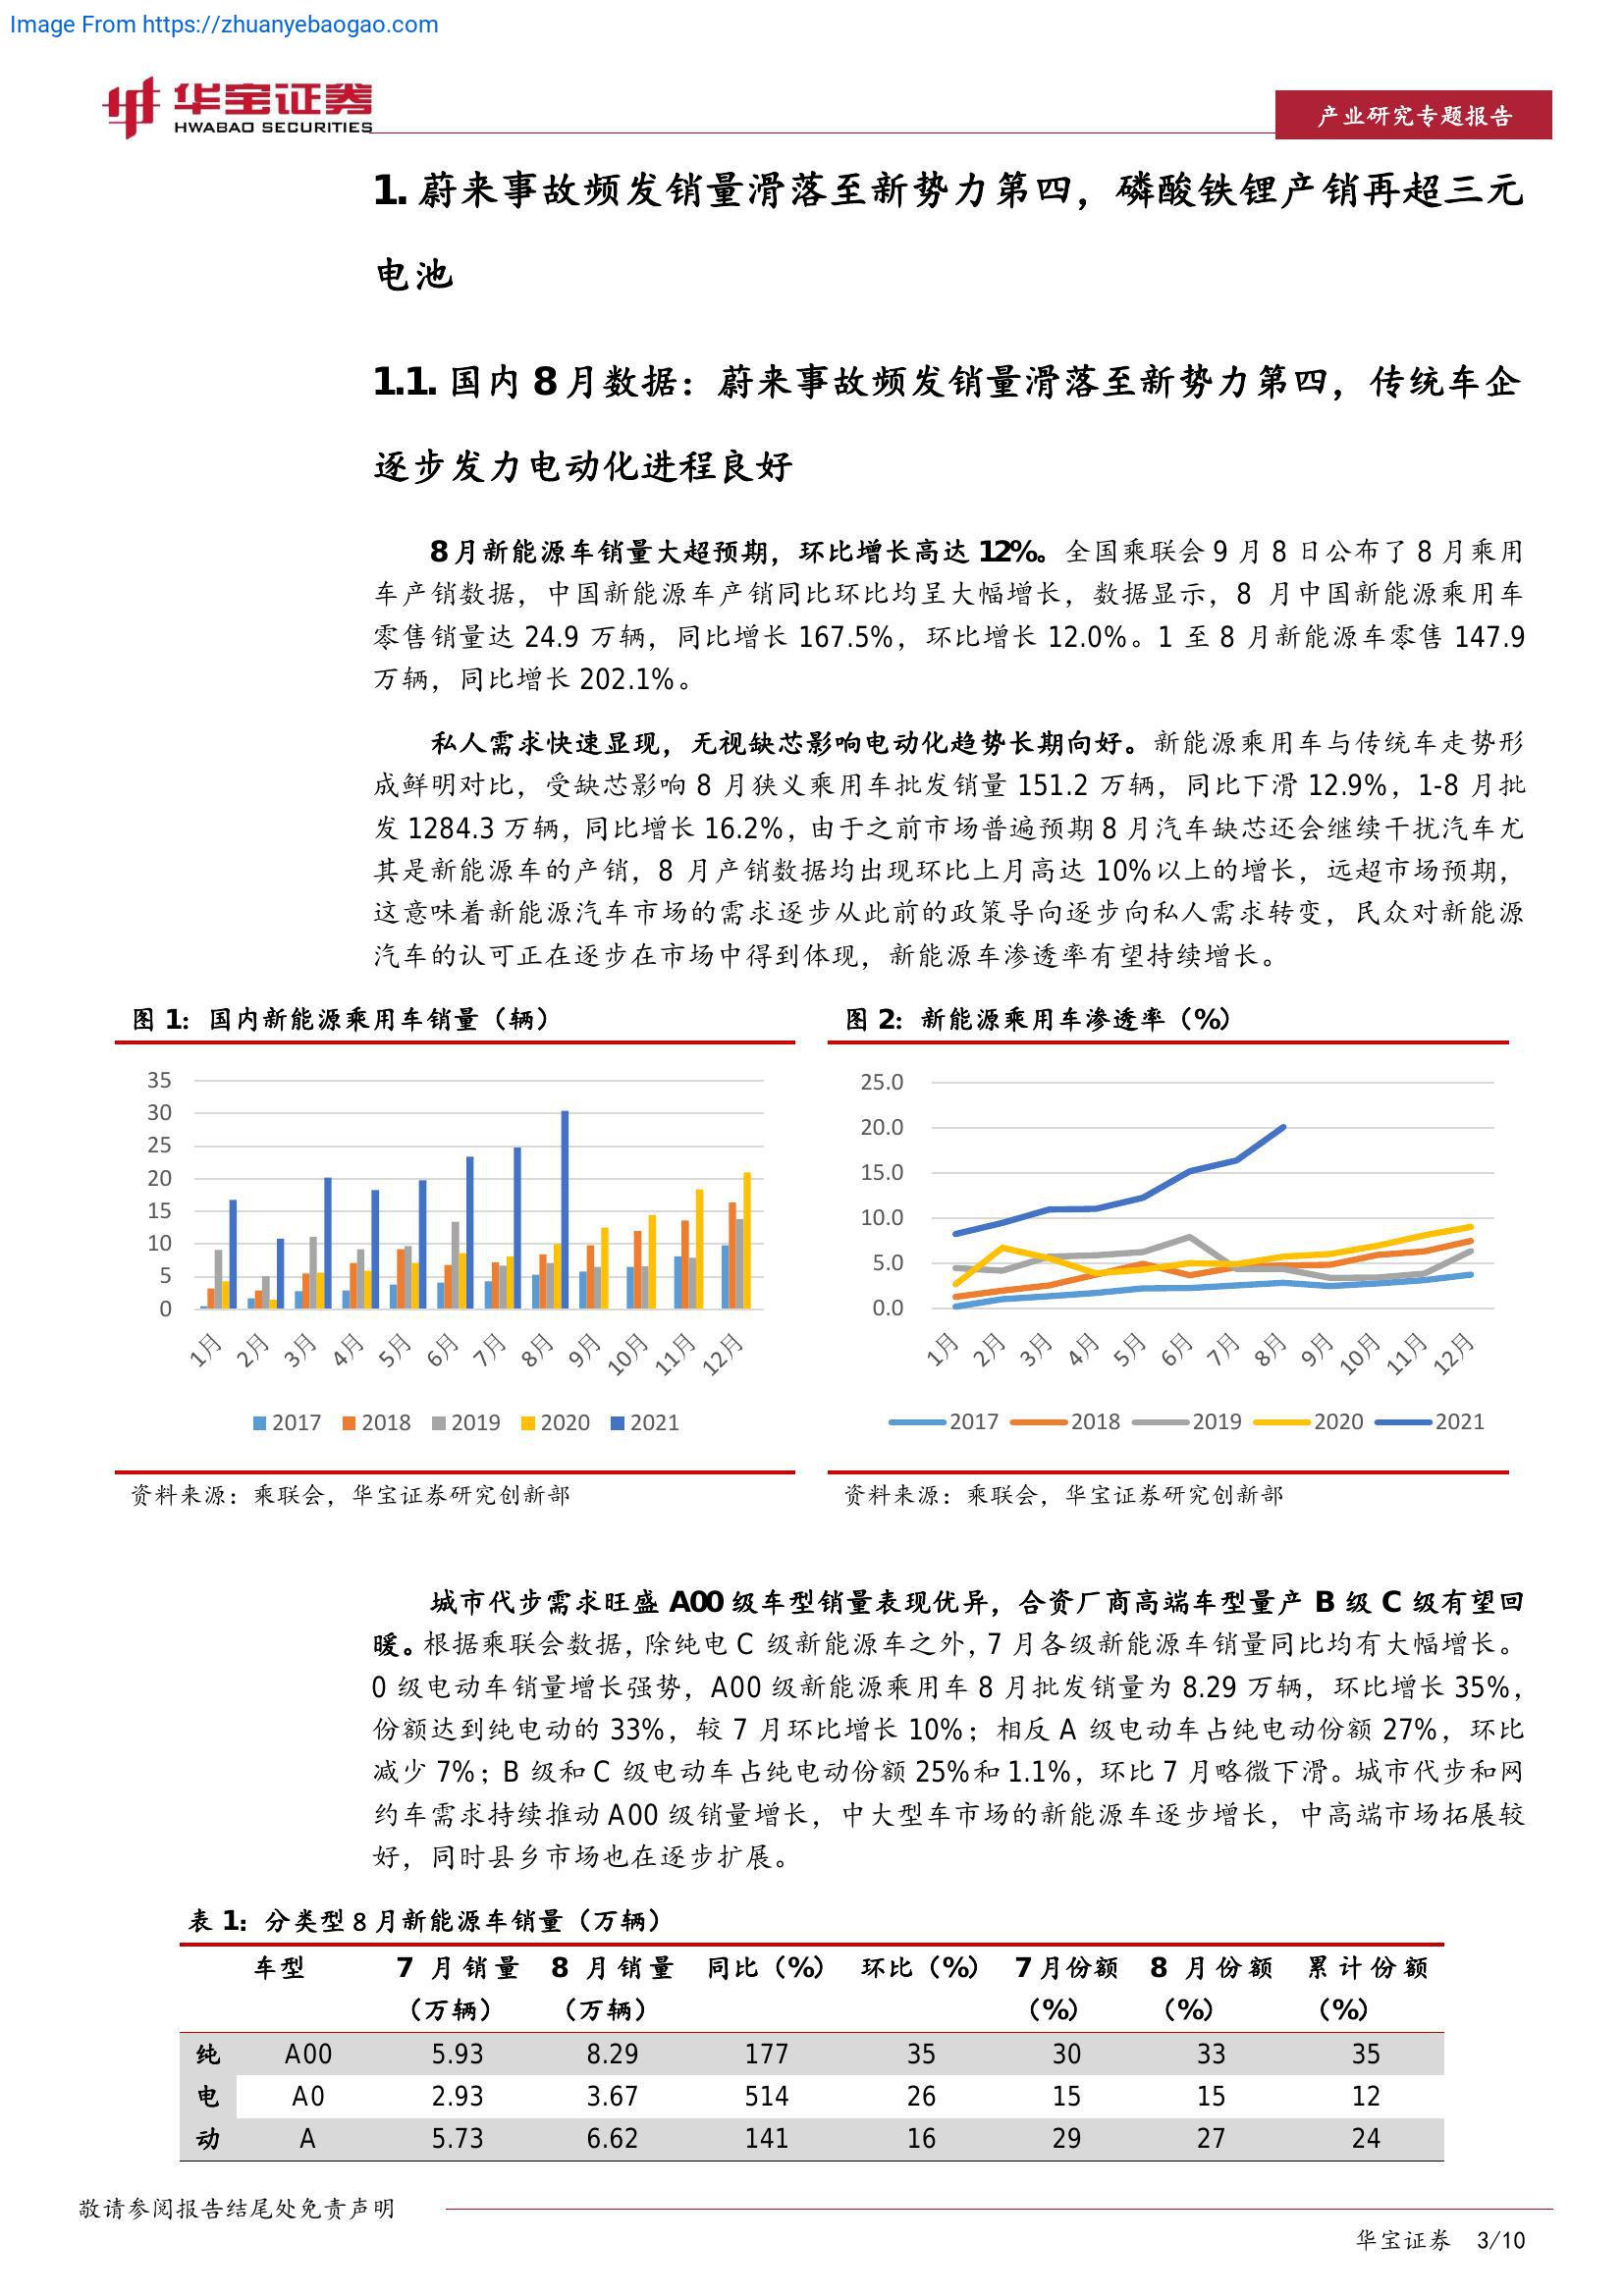 Image From https://zhuanyebaogao.com
华宝证券
HWABAO SECURITIES
产业研究专题报告
1. 蔚来事故频发销量滑落至新势力第四，磷酸铁锂产销再超三元
电池
1.1. 国内 8 月数据：蔚来事故频发销量滑落至新势力第四，传统车企
逐步发力电动化进程良好
8 月新能源车销量大超预期，环比增长高达 12%。全国乘联会 9 月 8 日公布了 8 月乘用
车产销数据，中国新能源车产销同比环比均呈大幅增长，数据显示，8 月中国新能源乘用车
零售销量达 24.9 万辆，同比增长 167.5%，环比增长 12.0%。1 至 8 月新能源车零售 147.9
万辆，同比增长 202.1%。
私人需求快速显现，无视缺芯影响电动化趋势长期向好。新能源乘用车与传统车走势形
成鲜明对比，受缺芯影响 8 月狭义乘用车批发销量 151.2 万辆，同比下滑 12.9%，1-8 月批
发 1284.3 万辆，同比增长 16.2%，由于之前市场普遍预期 8 月汽车缺芯还会继续干扰汽车尤
其是新能源车的产销，8 月产销数据均出现环比上月高达 10%以上的增长，远超市场预期，
这意味着新能源汽车市场的需求逐步从此前的政策导向逐步向私人需求转变，民众对新能源
汽车的认可正在逐步在市场中得到体现，新能源车渗透率有望持续增长。
图 1：国内新能源乘用车销量（辆）
35
30
25
20
15
10
5
0
1月 2月 3月 4月 5月 6月 7月 8月 9月 10月 11月 12月
2017 2018 2019 2020 2021
资料来源：乘联会，华宝证券研究创新部
图 2：新能源乘用车渗透率（%）
25.0
20.0
15.0
10.0
5.0
0.0
1月 2月 3月 4月 5月 6月 7月 8月 9月 10月 11月 12月
2017 2018 2019 2020 2021
资料来源：乘联会，华宝证券研究创新部
城市代步需求旺盛 A00 级车型销量表现优异，合资厂商高端车型量产 B 级 C 级有望回
暖。根据乘联会数据，除纯电 C 级新能源车之外，7 月各级新能源车销量同比均有大幅增长。
0 级电动车销量增长强势，A00 级新能源乘用车 8 月批发销量为 8.29 万辆，环比增长 35%，
份额达到纯电动的 33%，较 7 月环比增长 10%；相反 A 级电动车占纯电动份额 27%，环比
减少 7%；B 级和 C 级电动车占纯电动份额 25%和 1.1%，环比 7 月略微下滑。城市代步和网
约车需求持续推动 A00 级销量增长，中大型车市场的新能源车逐步增长，中高端市场拓展较
好，同时县乡市场也在逐步扩展。
表 1：分类型 8 月新能源车销量（万辆）
车型 7 月销量 8 月销量 同比（%） 环比（%） 7 月份额 8 月份额 累计份额
（万辆） （万辆） （%） （%） （%）
纯 A00 5.93 8.29 177 35 30 33 35
电 A0 2.93 3.67 514 26 15 15 12
动 A 5.73 6.62 141 16 29 27 24
敬请参阅报告结尾处免责声明
华宝证券 3/10